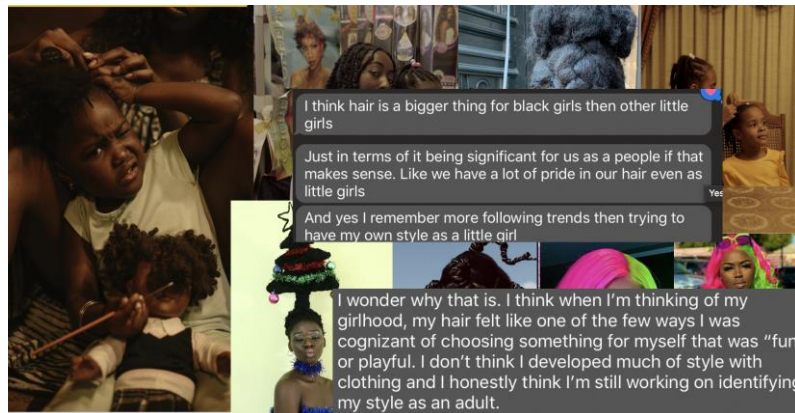 I think hair is a bigger thing for black girls then other little
girls
Just in terms of it being significant for us as a people if that
makes sense. Like we have a lot of pride in our hair even as
little girls
Yes
And yes I remember more following trends then trying to
have my own style as a little girl
I wonder why that is. I think when I’m thinking of my
girlhood, my hair felt like one of the few ways I was
cognizant of choosing something for myself that was “fun
or playful. I don’t think I developed much of style with
clothing and I honestly think I’m still working on identifying
my style as an adult.